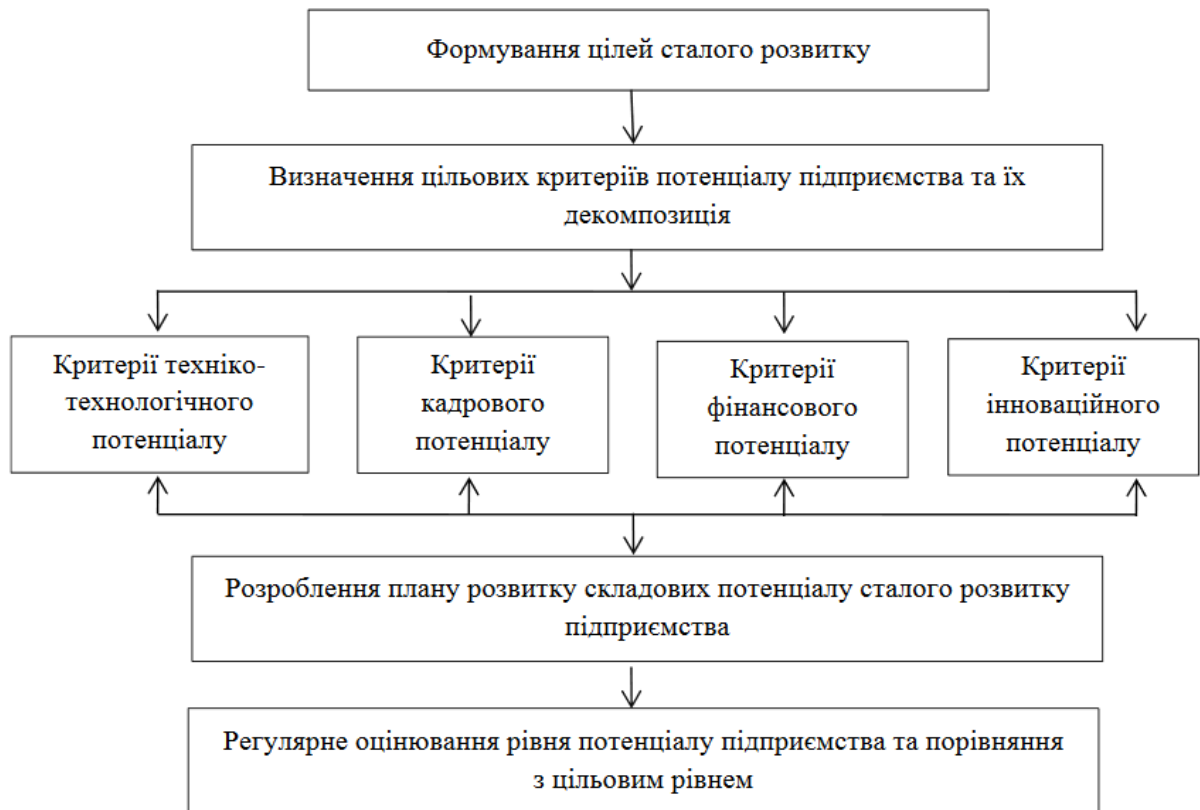 Формування цілей сталого розвитку
Визначення цільових критеріїв потенціалу підприємства та їх
декомпозиція
Критерії техніко-
технологічного
потенціалу
Критерії
кадрового
потенціалу
Критерії
фінансового
потенціалу
Критерії
інноваційного
потенціалу
Розроблення плану розвитку складових потенціалу сталого розвитку
підприємства
Регулярне оцінювання рівня потенціалу підприємства та порівняння
з цільовим рівнем